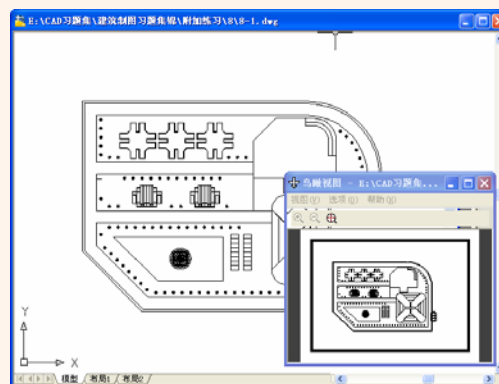 E:\CAD习题集\建筑制图习题集锦\附加练习\8\8-1.dwg
鸟瞰视图 - E:\CAD习题集\...
视图(V) 选项(O) 帮助(H)
Y
X
模型 布局1 布局2